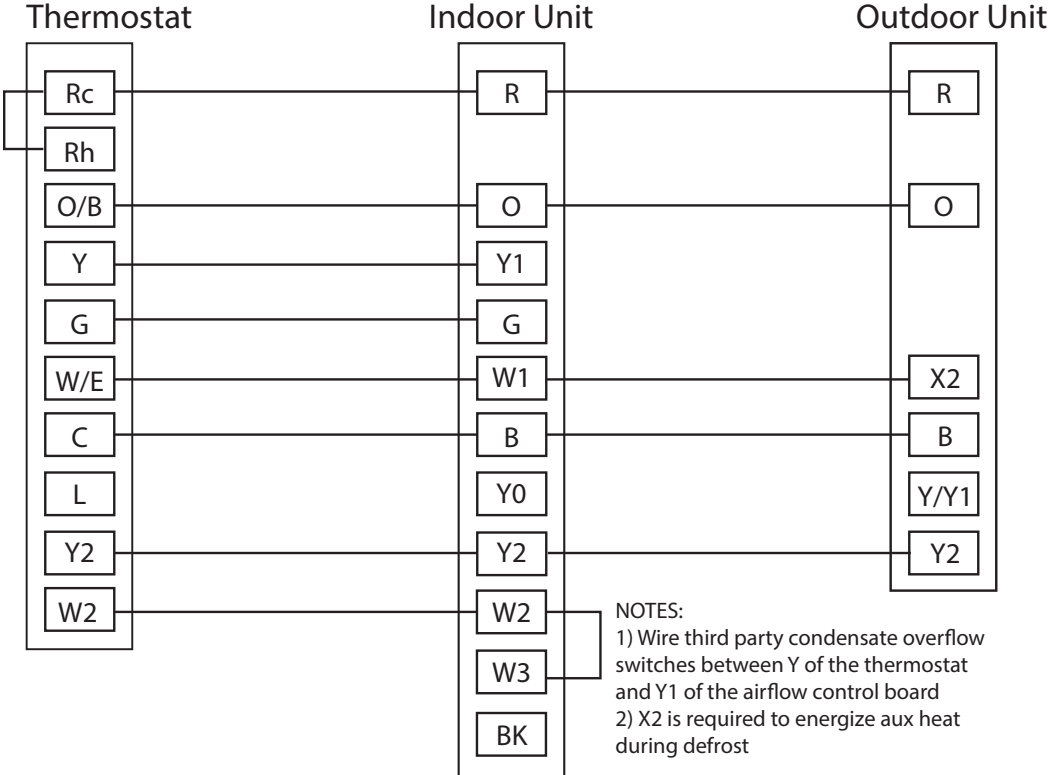 Thermostat Indoor Unit Outdoor Unit
Rc R R
Rh
O/B O O
Y Y1
G G
W/E W1 X2
C B B
L Y0 Y/Y1
Y2 Y2 Y2
W2 W2
W3
BK
NOTES:
1) Wire third party condensate overflow
switches between Y of the thermostat
and Y1 of the airflow control board
2) X2 is required to energize aux heat
during defrost